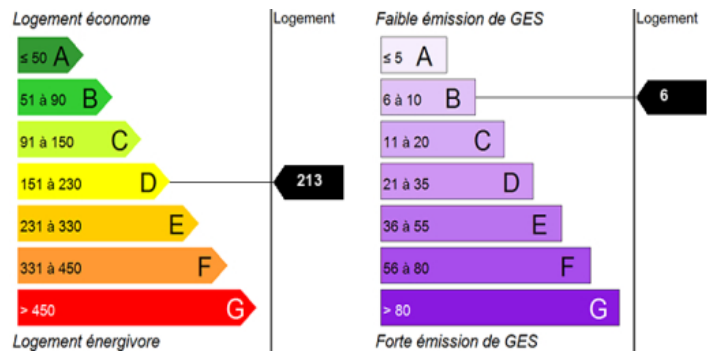 Logement économe
Logement
≤ 50 A
51 à 90 B
91 à 150 C
151 à 230 D
213
231 à 330 E
331 à 450 F
> 450 G
Logement énergivore
Faible émission de GES
Logement
≤ 5 A
6 à 10 B
6
11 à 20 C
21 à 35 D
36 à 55 E
56 à 80 F
> 80 G
Forte émission de GES